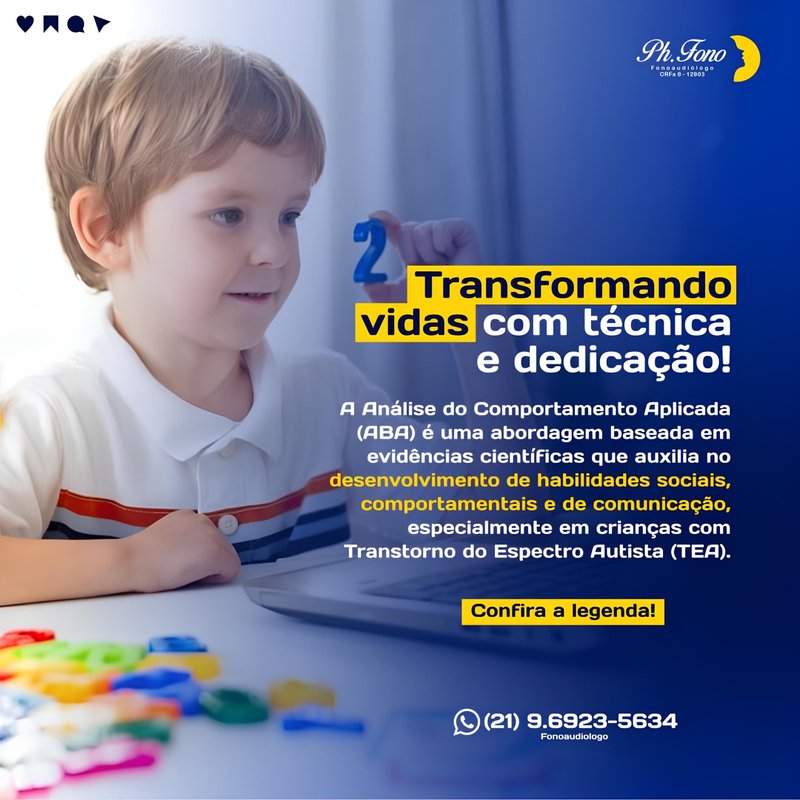 Ph.Fono
Fonoaudiólogo
CRFa 8 - 12903
2
Transformando
vidas com técnica
e dedicação!
A Análise do Comportamento Aplicada
(ABA) é uma abordagem baseada em
evidências científicas que auxilia no
desenvolvimento de habilidades sociais,
comportamentais e de comunicação,
especialmente em crianças com
Transtorno do Espectro Autista (TEA).
Confira a legenda!
(21) 9.6923-5634
Fonoaudiologo